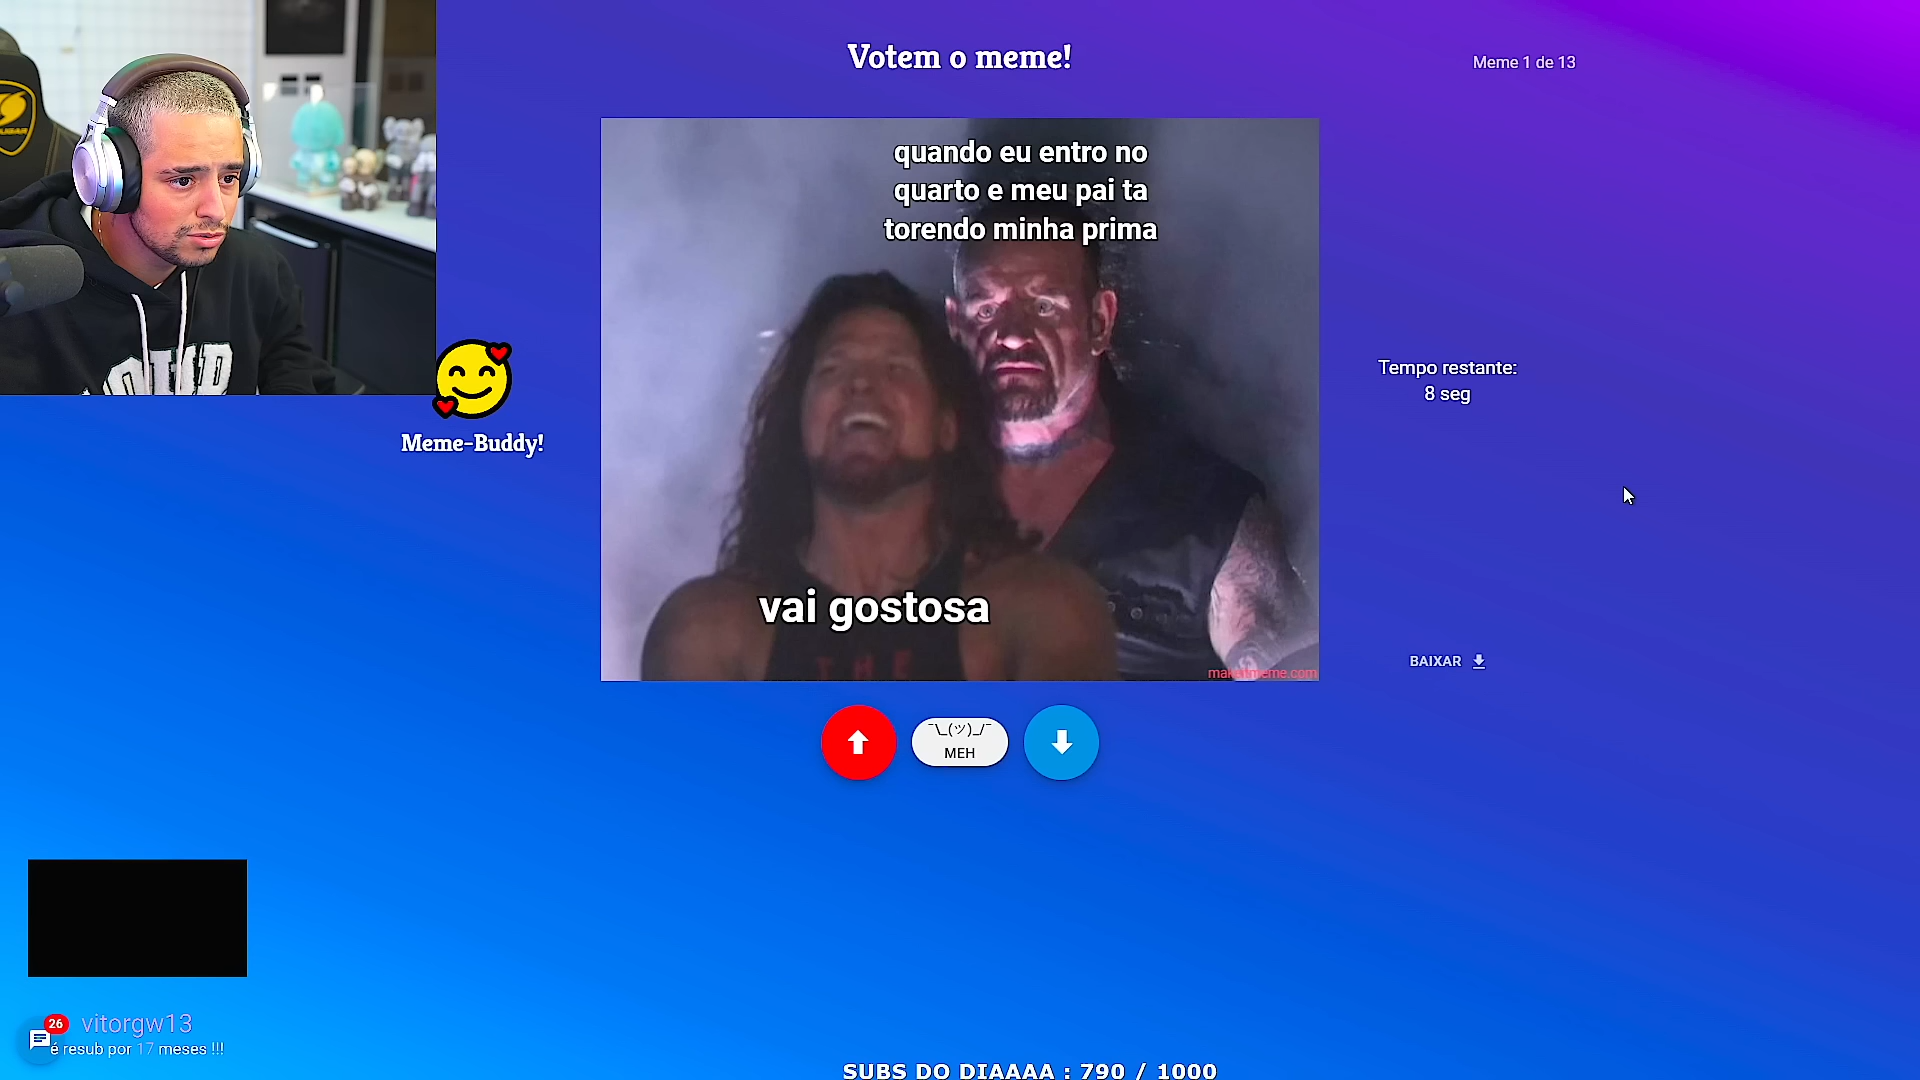 Votem o meme!
Meme 1 de 13
quando eu entro no
quarto e meu pai ta
torendo minha prima
Tempo restante:
8 seg
Meme-Buddy!
vai gostosa
THE
BAIXAR
¯\_(ツ)_/¯
MEH
26
vitorgw13
é resub por 17 meses !!!
SUBS DO DIAAAA : 790 / 1000